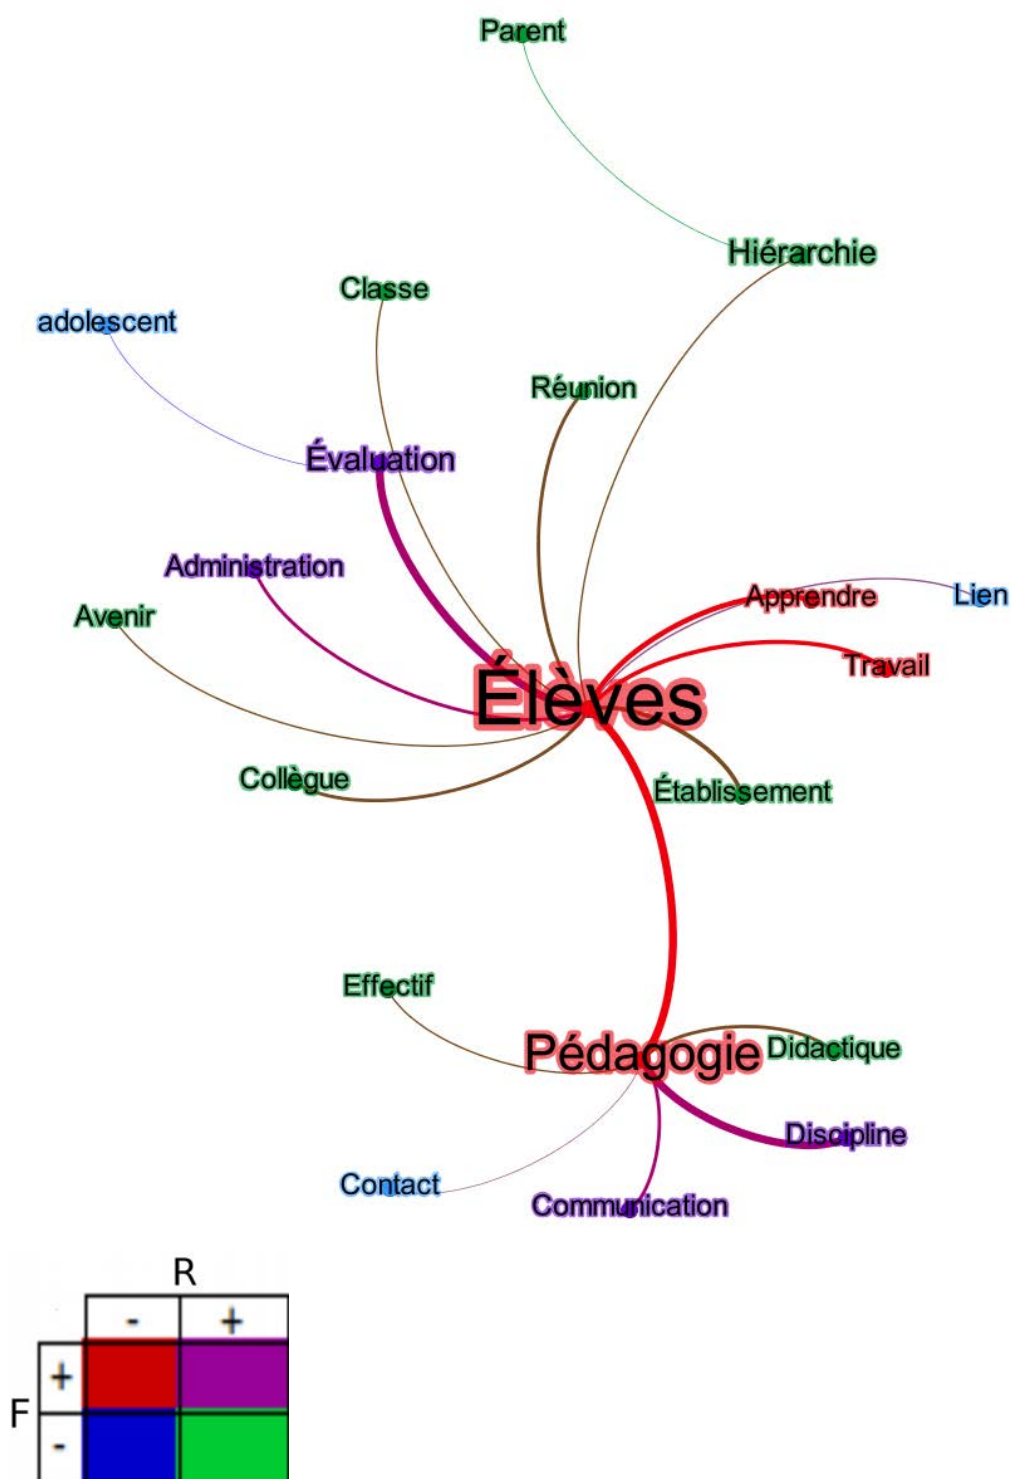 Parent
Hiérarchie
Classe
adolescent
Réunion
Évaluation
Administration
Apprendre
Lien
Avenir
Travail
Élèves
Collègue
Établissement
Effectif
Pédagogie
Didactique
Discipline
Contact
Communication
R
- +
+
F
-